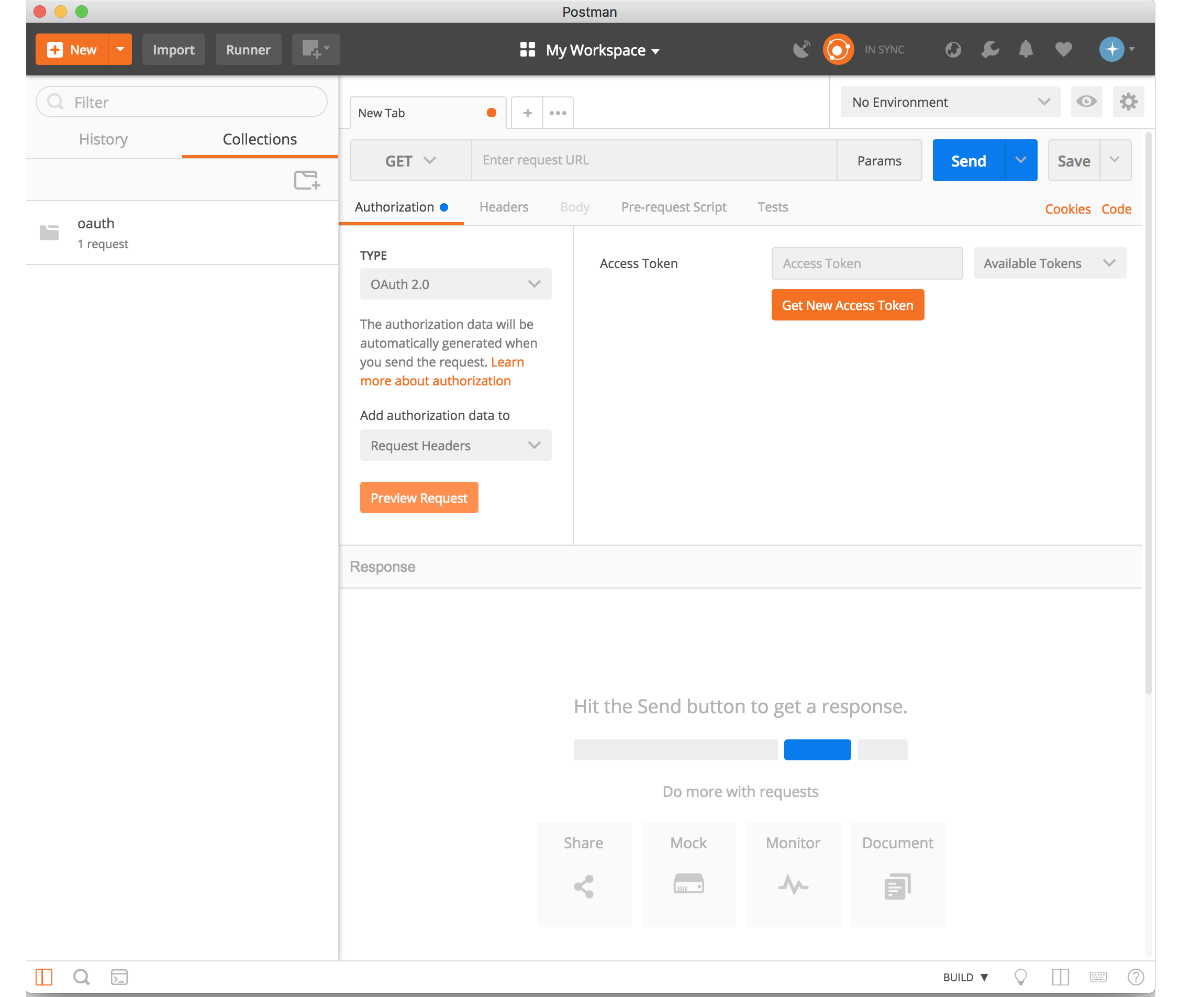 Postman
New
Import
Runner
My Workspace
IN SYNC
Filter
History
Collections
oauth
1 request
New Tab
No Environment
GET
Enter request URL
Params
Send
Save
Authorization
Headers
Body
Pre-request Script
Tests
Cookies
Code
TYPE
OAuth 2.0
The authorization data will be
automatically generated when
you send the request. Learn
more about authorization
Add authorization data to
Request Headers
Preview Request
Access Token
Access Token
Available Tokens
Get New Access Token
Response
Hit the Send button to get a response.
Do more with requests
Share
Mock
Monitor
Document
BUILD